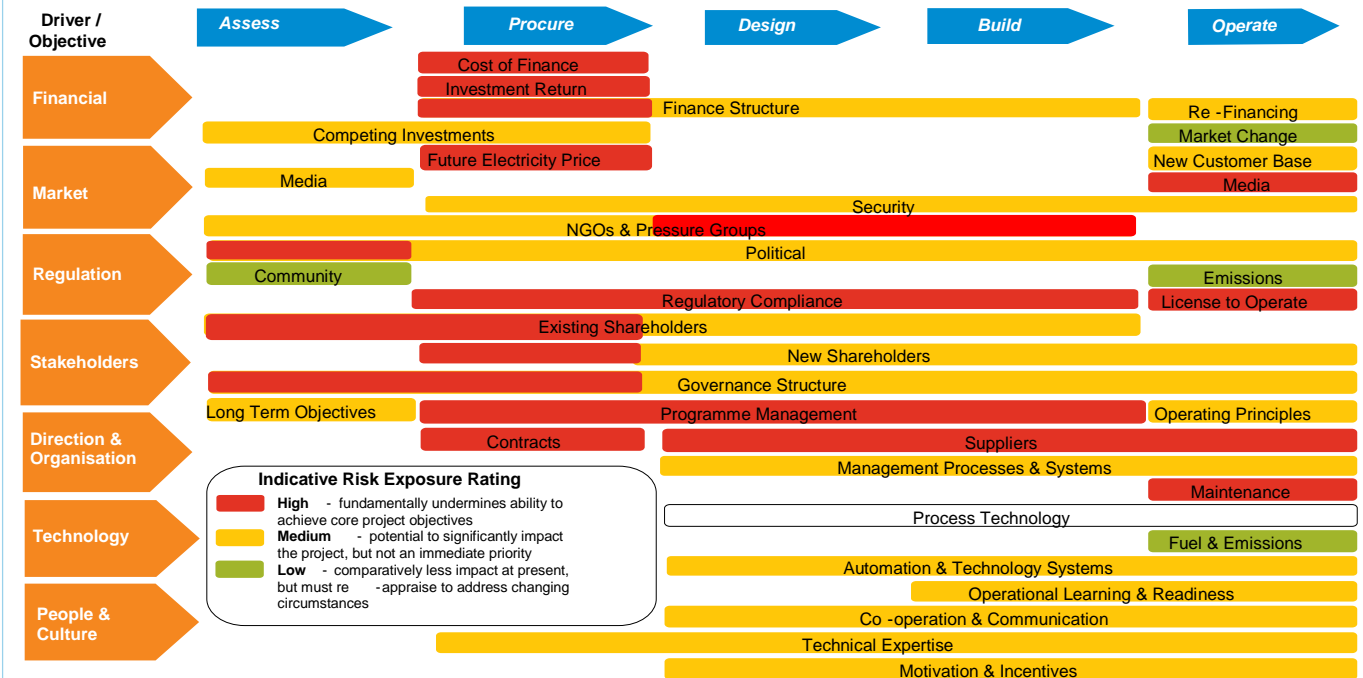 Driver /
Objective
Assess
Procure
Design
Build
Operate
Financial
Cost of Finance
Investment Return
Finance Structure
Re -Financing
Competing Investments
Market Change
Market
Future Electricity Price
New Customer Base
Media
Media
Security
NGOs & Pressure Groups
Regulation
Political
Community
Emissions
Regulatory Compliance
License to Operate
Stakeholders
Existing Shareholders
New Shareholders
Governance Structure
Direction &
Organisation
Long Term Objectives
Programme Management
Operating Principles
Contracts
Suppliers
Management Processes & Systems
Indicative Risk Exposure Rating
High - fundamentally undermines ability to
achieve core project objectives
Medium - potential to significantly impact
the project, but not an immediate priority
Low - comparatively less impact at present,
but must re -appraise to address changing
circumstances
Technology
Maintenance
Process Technology
Fuel & Emissions
Automation & Technology Systems
People &
Culture
Operational Learning & Readiness
Co -operation & Communication
Technical Expertise
Motivation & Incentives